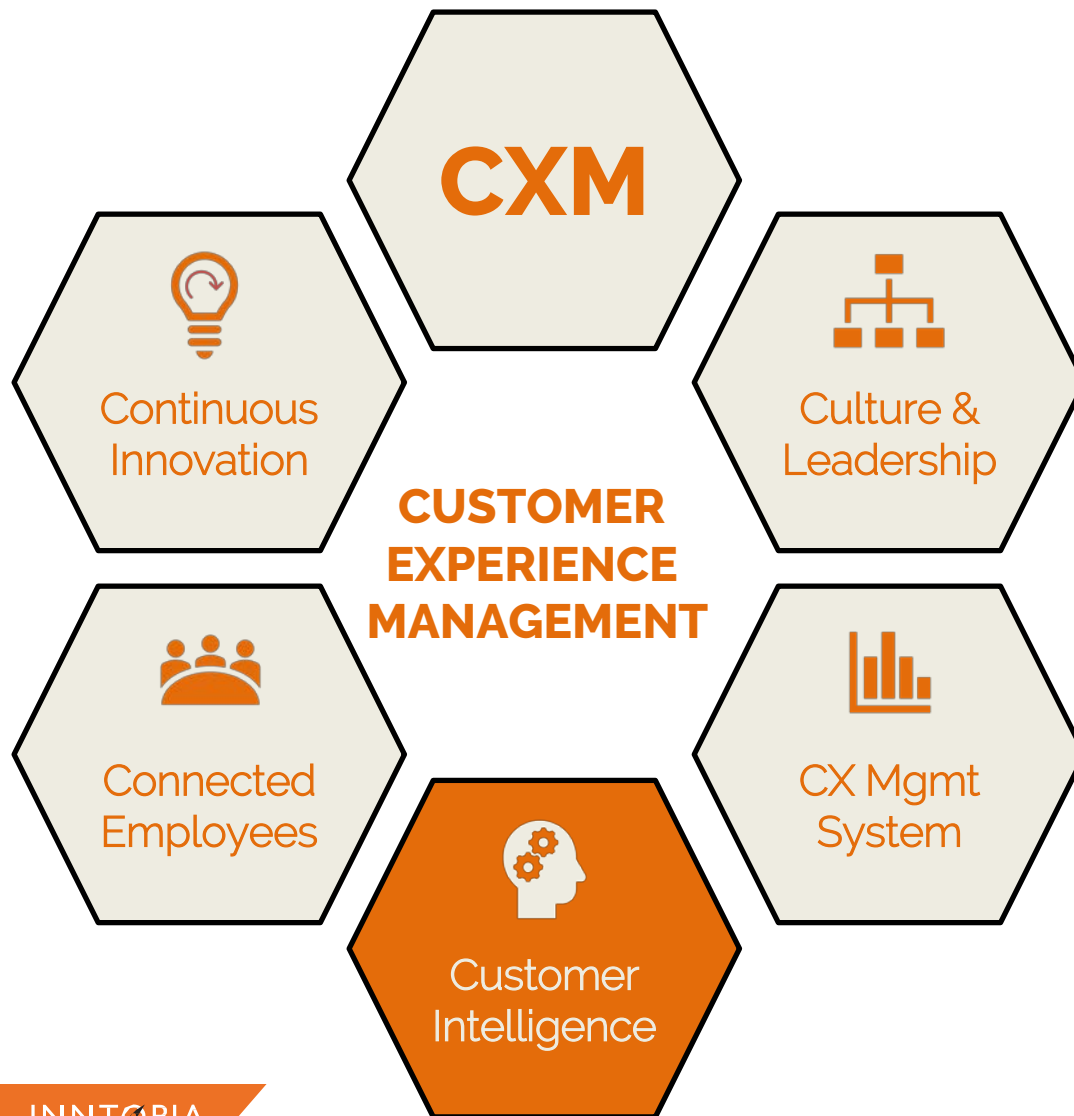 CXM
Continuous
Innovation
Culture &
Leadership
CUSTOMER
EXPERIENCE
MANAGEMENT
Connected
Employees
CX Mgmt
System
Customer
Intelligence